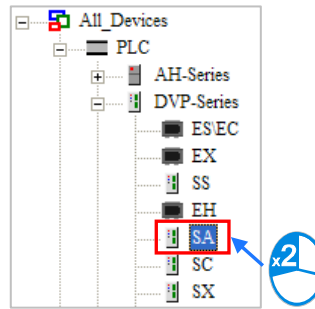 All_Devices
PLC
AH-Series
DVP-Series
ES\EC
EX
SS
EH
SA
x2
SC
SX